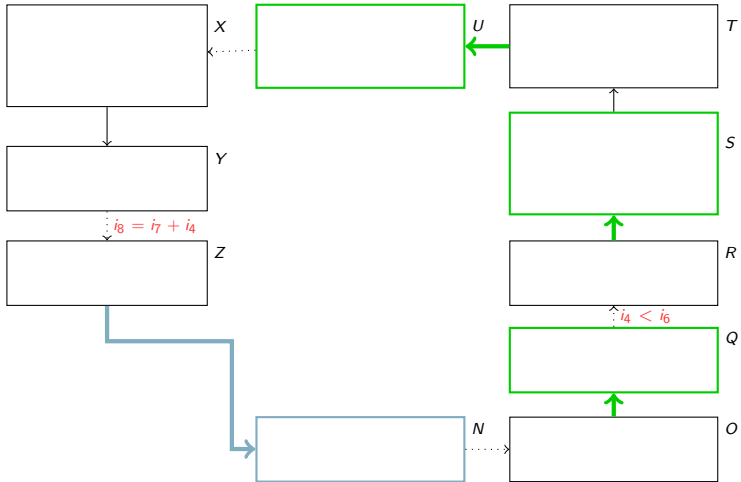 X
U
T
S
Y
i₈ = i₇ + i₄
Z
R
i₄ < i₆
Q
N
O